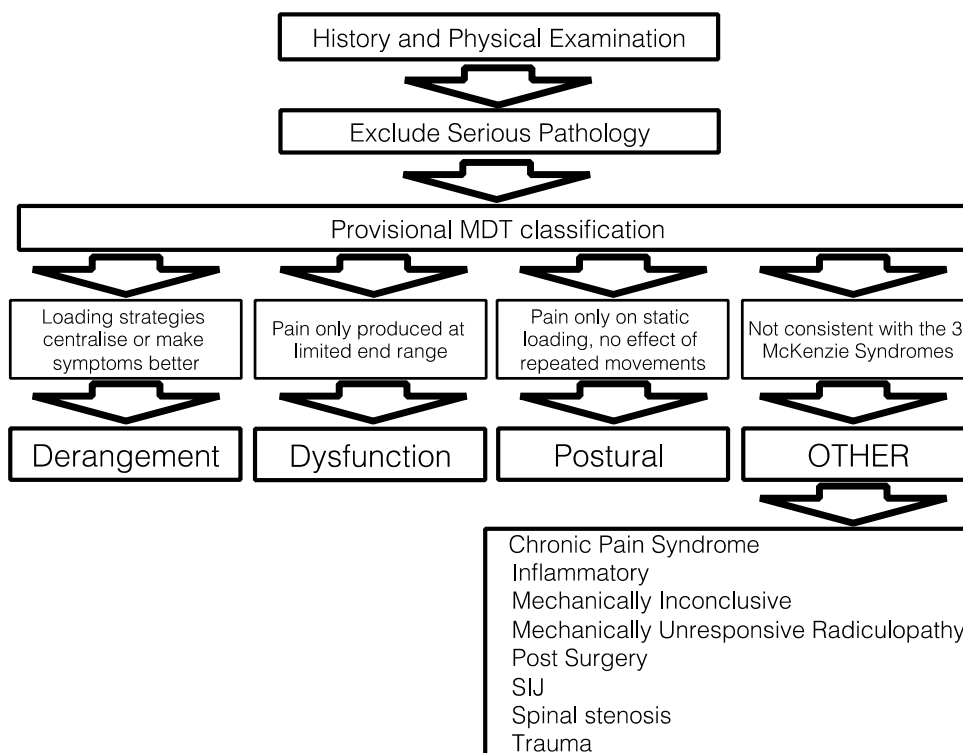 History and Physical Examination
Exclude Serious Pathology
Provisional MDT classification
Loading strategies
centralise or make
symptoms better
Pain only produced at
limited end range
Pain only on static
loading, no effect of
repeated movements
Not consistent with the 3
McKenzie Syndromes
Derangement
Dysfunction
Postural
OTHER
Chronic Pain Syndrome
Inflammatory
Mechanically Inconclusive
Mechanically Unresponsive Radiculopathy
Post Surgery
SIJ
Spinal stenosis
Trauma